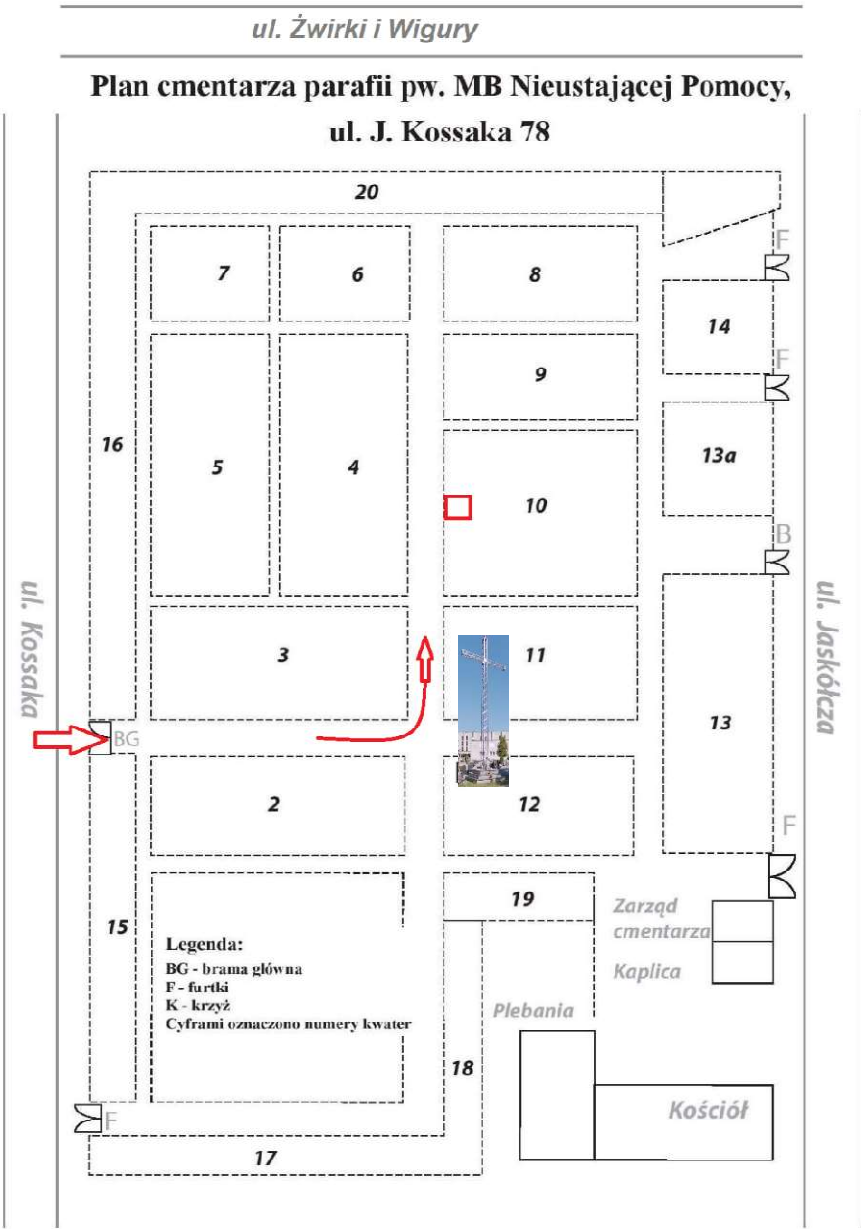 ul. Żwirki i Wigury
Plan cmentarza parafii pw. MB Nieustającej Pomocy,
ul. J. Kossaka 78
20
F
7
6
8
14
F
9
16
5
4
13a
10
B
ul. Kossaka
ul. Jaskółcza
3
11
13
BG
2
12
F
19
Zarząd
cmentarza
15
Legenda:
BG - brama główna
F - furtki
K - krzyż
Cyframi oznaczono numery kwater
Kaplica
Plebania
18
Kościół
F
17